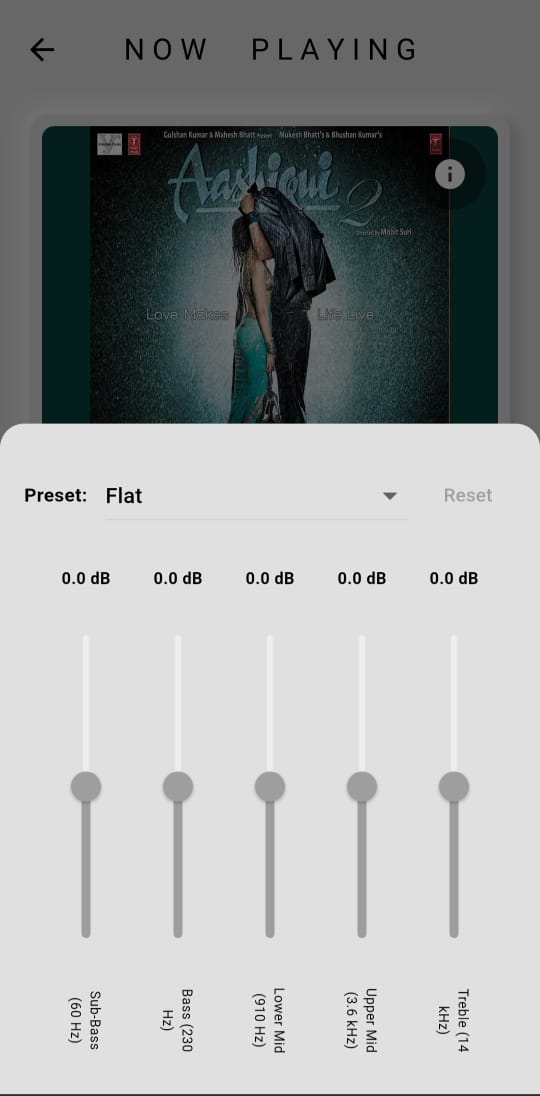 NOW PLAYING
Gulshan Kumar & Mahesh Bhatt Present Mukesh Bhatt's & Bhushan Kumar's
Aashiqui 2
Directed by Mohit Suri
Love Makes Life Live
Preset: Flat Reset
0.0 dB 0.0 dB 0.0 dB 0.0 dB 0.0 dB
Sub-Bass
(60 Hz)
Bass (230
Hz)
Lower Mid
(910 Hz)
Upper Mid
(3.6 kHz)
Treble (14
kHz)